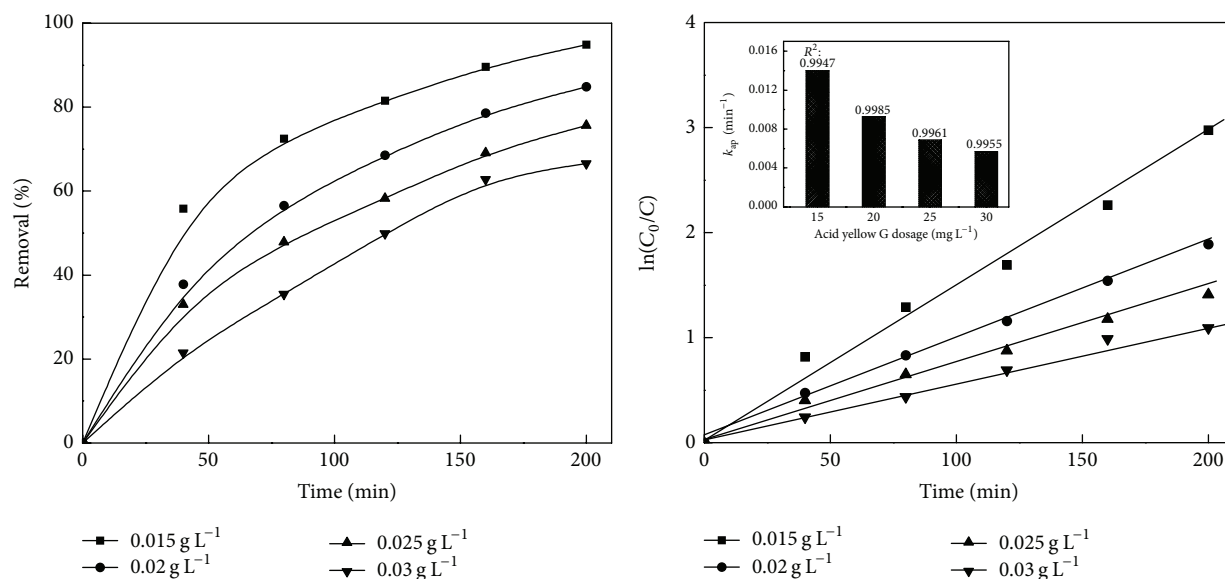 100
80
60
40
20
0
Removal (%)
0
50
100
150
200
Time (min)
0.015 g L⁻¹
0.025 g L⁻¹
0.02 g L⁻¹
0.03 g L⁻¹
4
3
2
1
0
ln(C₀/C)
0
50
100
150
200
Time (min)
0.016
0.012
0.008
0.004
0.000
kₐₚ (min⁻¹)
R²:
0.9947
0.9985
0.9961
0.9955
15
20
25
30
Acid yellow G dosage (mg L⁻¹)
0.015 g L⁻¹
0.025 g L⁻¹
0.02 g L⁻¹
0.03 g L⁻¹